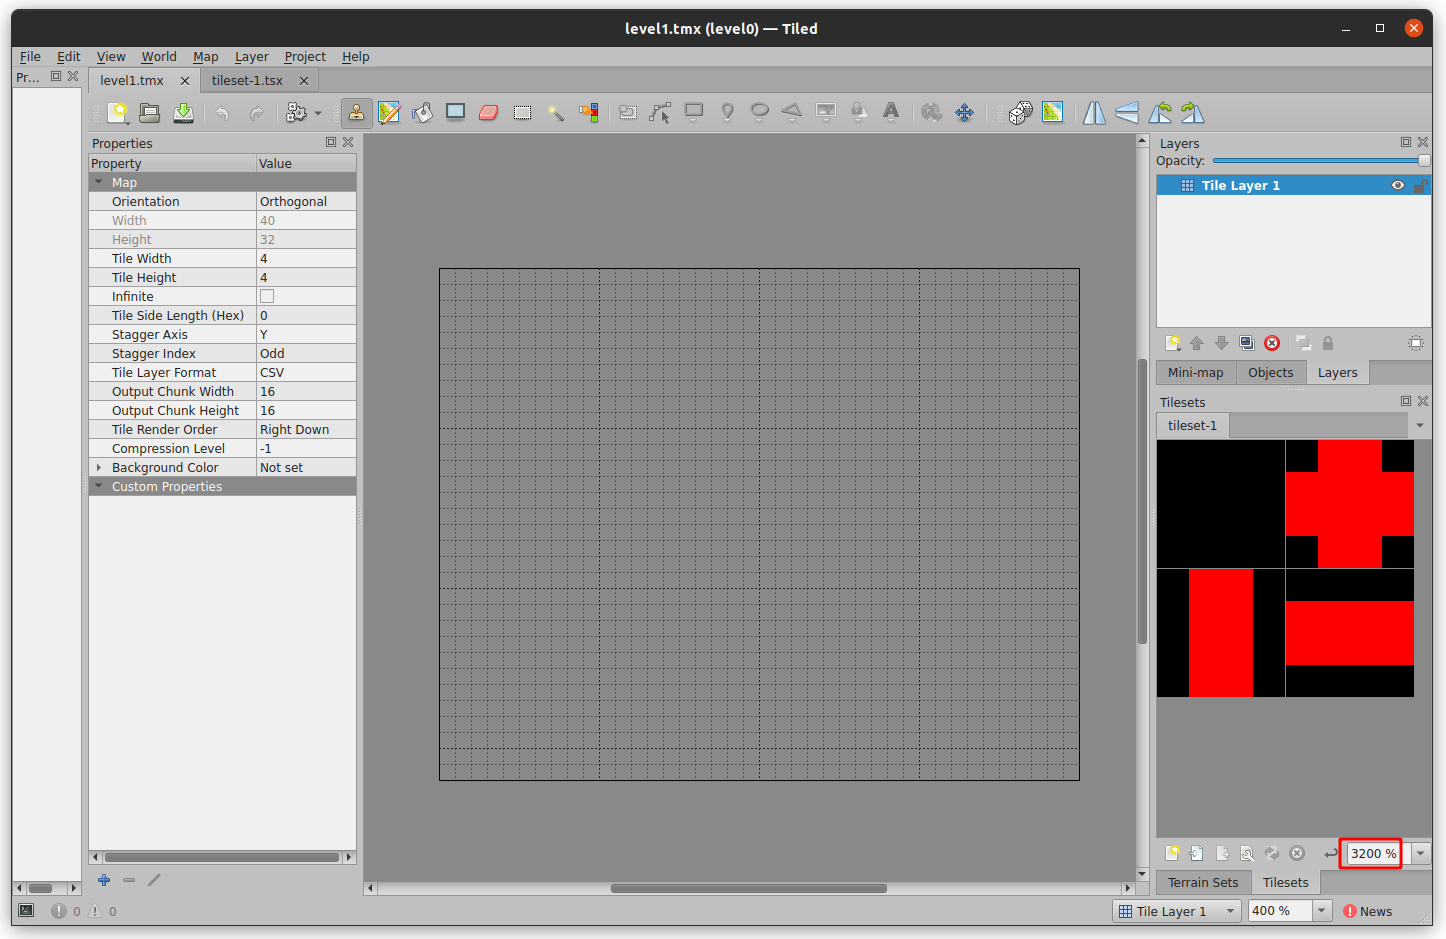 level1.tmx (level0) — Tiled
File Edit View World Map Layer Project Help
Pr...
level1.tmx tileset-1.tsx
Properties
Property Value
Map
Orientation Orthogonal
Width 40
Height 32
Tile Width 4
Tile Height 4
Infinite
Tile Side Length (Hex) 0
Stagger Axis Y
Stagger Index Odd
Tile Layer Format CSV
Output Chunk Width 16
Output Chunk Height 16
Tile Render Order Right Down
Compression Level -1
Background Color Not set
Custom Properties
Layers
Opacity:
Tile Layer 1
Mini-map Objects Layers
Tilesets
tileset-1
3200 %
Terrain Sets Tilesets
0 0
Tile Layer 1 400 % News